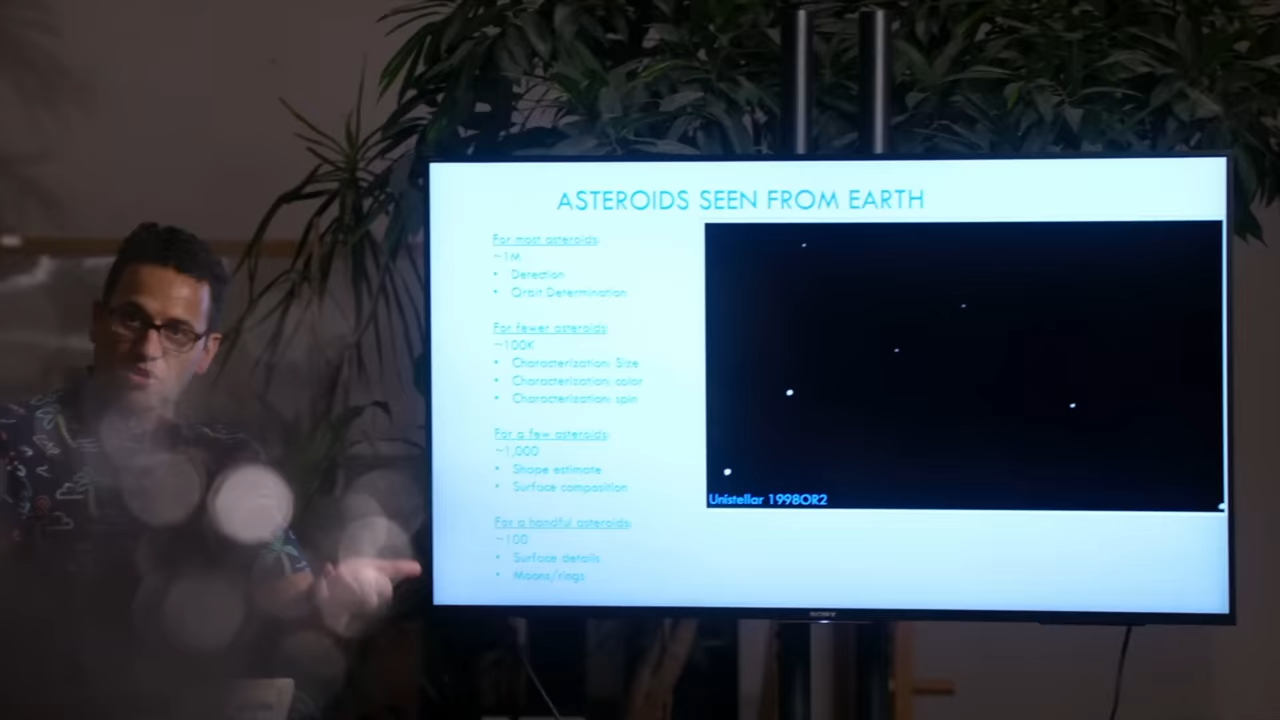 ASTEROIDS SEEN FROM EARTH
For most asteroids:
~1M
• Derection
• Orbit Determination
For fewer asteroids
~100K
• Characterization: Size
• Characterization: color
• Characterization: spin
For a few asteroids:
~1,000
• Shape estimate
• Surface composition
For a handful asteroids:
~100
• Surface details
• Moons/rings
Unistellar 1998OR2
SONY